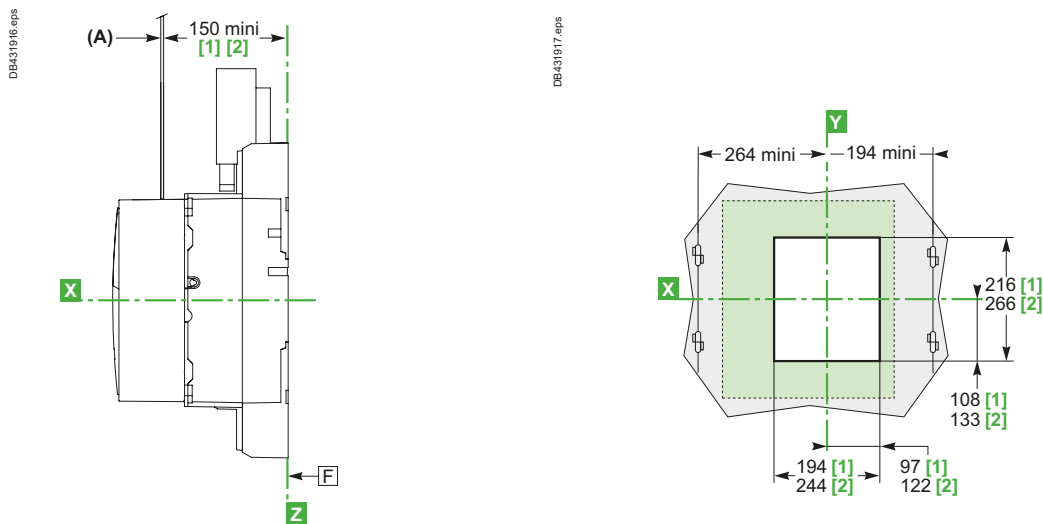 DB431916.eps
(A)
150 mini
[1] [2]
X
F
Z
DB431917.eps
Y
264 mini
194 mini
X
216 [1]
266 [2]
108 [1]
133 [2]
194 [1]
244 [2]
97 [1]
122 [2]